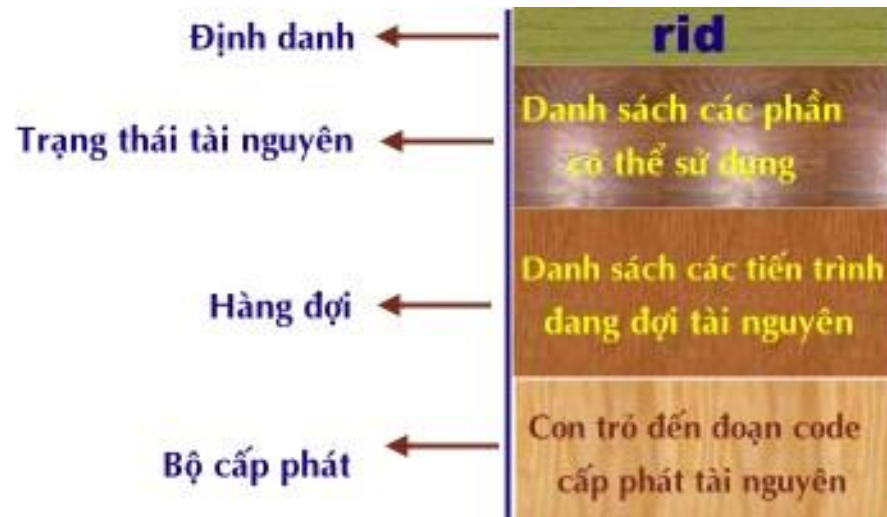 Định danh
rid
Trạng thái tài nguyên
Danh sách các phần
có thể sử dụng
Hàng đợi
Danh sách các tiến trình
đang đợi tài nguyên
Bộ cấp phát
Con trỏ đến đoạn code
cấp phát tài nguyên